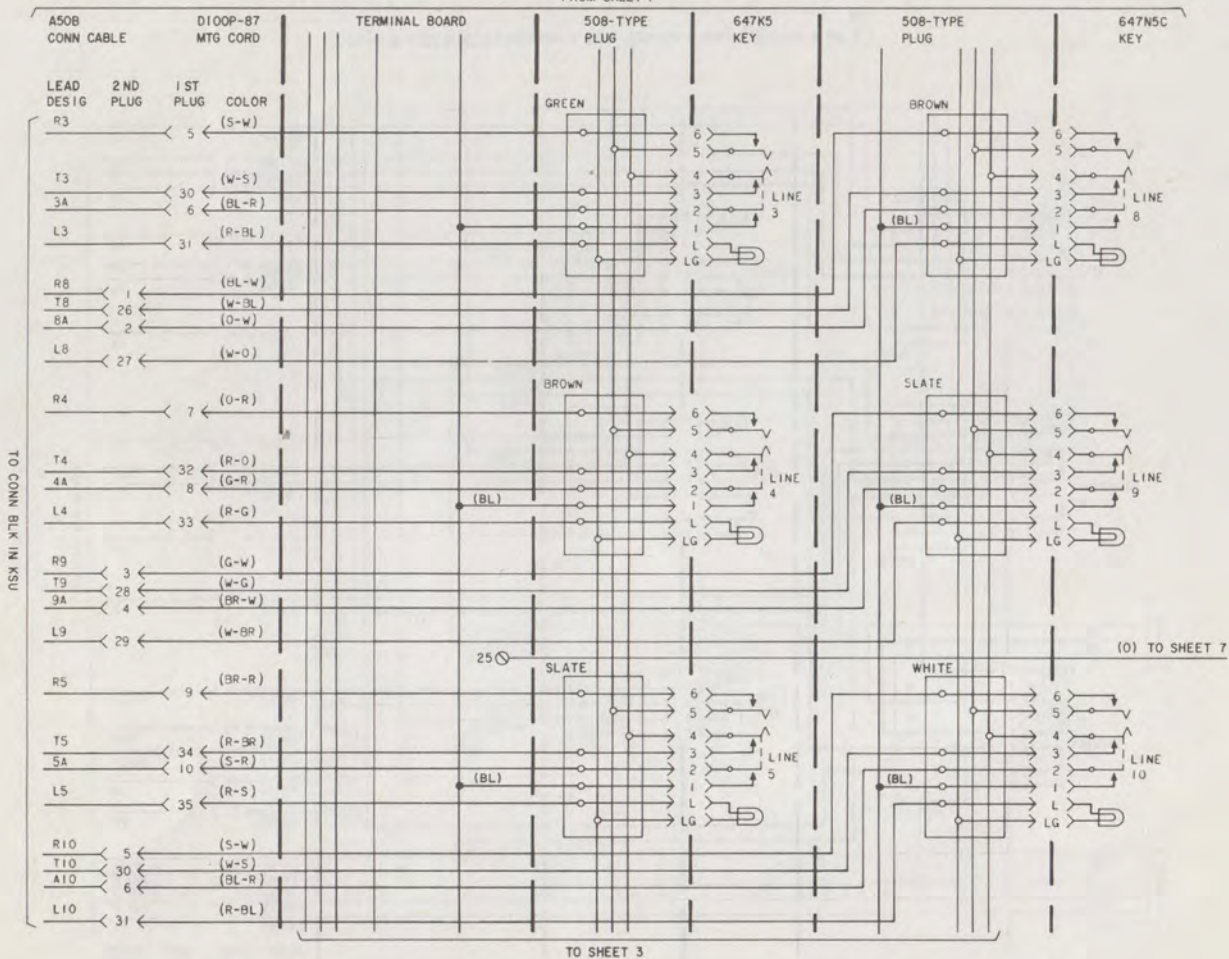 A50B D100P-87 TERMINAL BOARD 508-TYPE 647K5 508-TYPE 647N5C
CONN CABLE MTG CORD PLUG KEY PLUG KEY
LEAD 2ND 1ST
DESIG PLUG PLUG COLOR
GREEN BROWN
R3 5 (S-W) 6 6
5 5
4 4
T3 30 (W-S) 3 LINE 3 LINE
3A 6 (BL-R) 2 3 2 8
1 (BL) 1
L3 31 (R-BL) L L
LG LG
R8 1 (BL-W)
T8 26 (W-BL)
8A 2 (O-W)
L8 27 (W-O)
BROWN SLATE
R4 7 (O-R) 6 6
5 5
4 4
T4 32 (R-O) 3 LINE 3 LINE
4A 8 (G-R) 2 4 2 9
(BL) 1 (BL) 1
L4 33 (R-G) L L
LG LG
TO CONN BLK IN KSU
R9 3 (G-W)
T9 28 (W-G)
9A 4 (BR-W)
L9 29 (W-BR)
25 (O) TO SHEET 7
SLATE WHITE
R5 9 (BR-R) 6 6
5 5
4 4
T5 34 (R-BR) 3 LINE 3 LINE
5A 10 (S-R) 2 5 2 10
(BL) 1 (BL) 1
L5 35 (R-S) L L
LG LG
R10 5 (S-W)
T10 30 (W-S)
A10 6 (BL-R)
L10 31 (R-BL)
TO SHEET 3